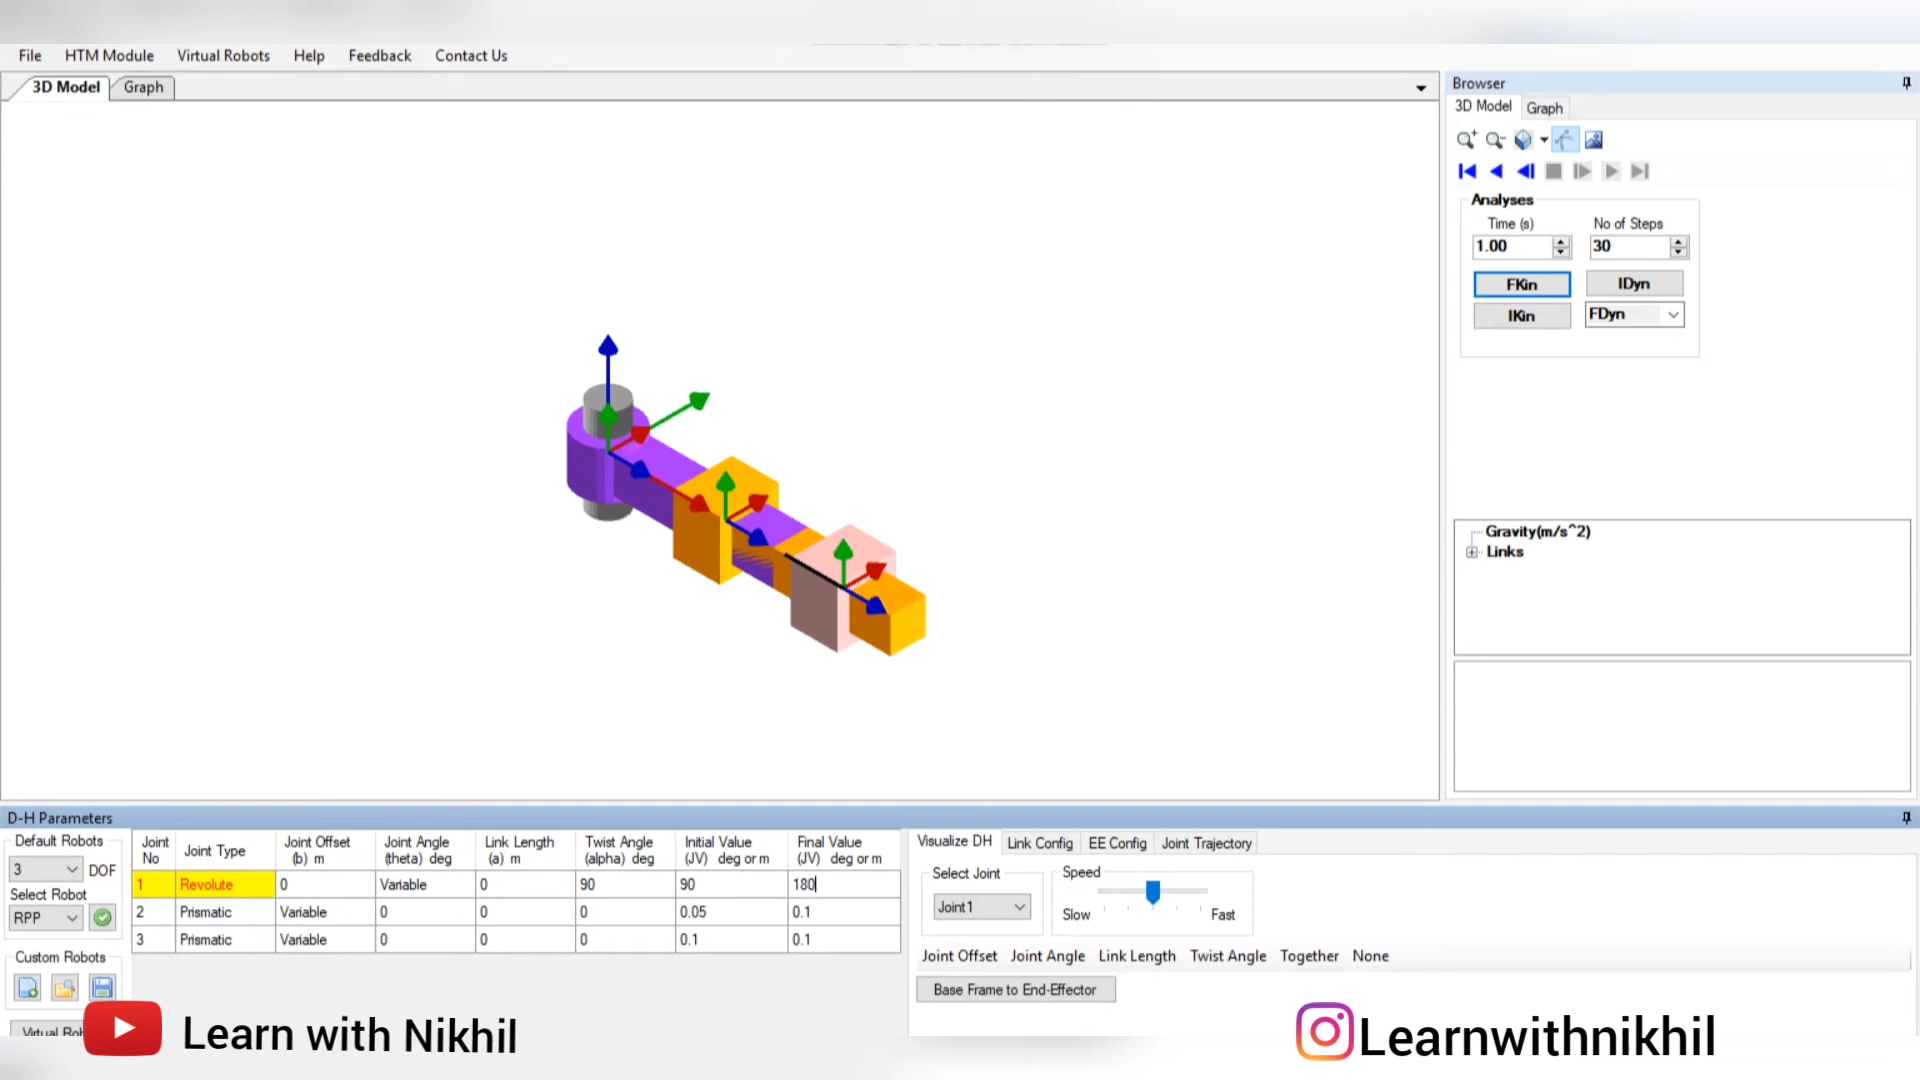 File HTM Module Virtual Robots Help Feedback Contact Us
3D Model Graph
Browser
3D Model Graph
Analyses
Time (s) No of Steps
1.00 30
FKin IDyn
IKin FDyn
Gravity(m/s^2)
Links
D-H Parameters
Default Robots
3 DOF
Select Robot
RPP
Custom Robots
Joint No Joint Type Joint Offset (b) m Joint Angle (theta) deg Link Length (a) m Twist Angle (alpha) deg Initial Value (JV) deg or m Final Value (JV) deg or m
1 Revolute 0 Variable 0 90 90 180
2 Prismatic Variable 0 0 0 0.05 0.1
3 Prismatic Variable 0 0 0 0.1 0.1
Visualize DH Link Config EE Config Joint Trajectory
Select Joint Speed
Joint1
Slow Fast
Joint Offset Joint Angle Link Length Twist Angle Together None
Base Frame to End-Effector
Learn with Nikhil
Learnwithnikhil